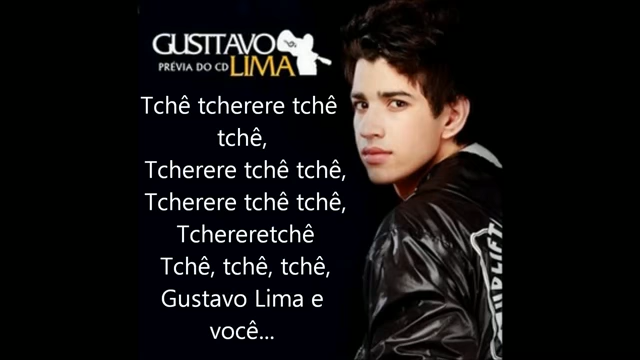 GUSTTAVO
PRÉVIA DO CD LIMA
Tchê tcherere tchê
tchê,
Tcherere tchê tchê,
Tcherere tchê tchê,
Tchereretchê
Tchê, tchê, tchê,
Gustavo Lima e
você...